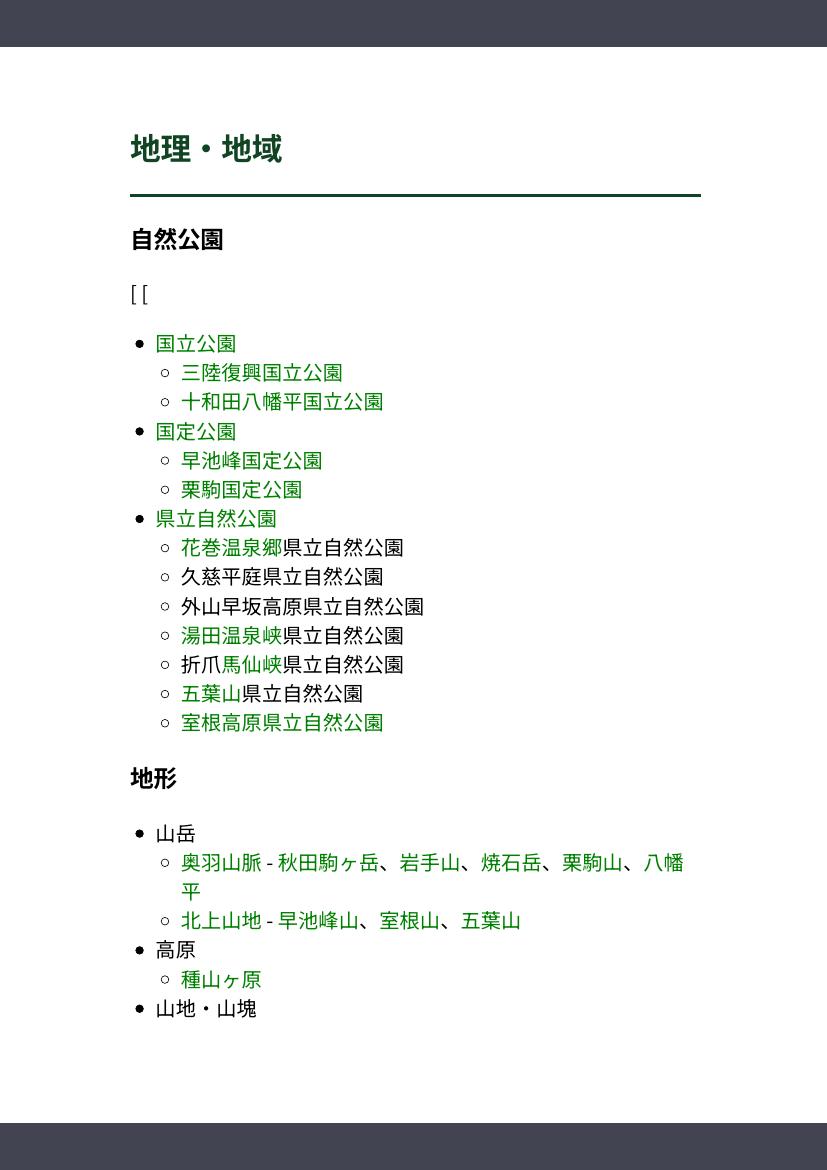 地理・地域
自然公園
[ [
国立公園
三陸復興国立公園
十和田八幡平国立公園
国定公園
早池峰国定公園
栗駒国定公園
県立自然公園
花巻温泉郷県立自然公園
久慈平庭県立自然公園
外山早坂高原県立自然公園
湯田温泉峡県立自然公園
折爪馬仙峡県立自然公園
五葉山県立自然公園
室根高原県立自然公園
地形
山岳
奥羽山脈 - 秋田駒ヶ岳、岩手山、焼石岳、栗駒山、八幡
平
北上山地 - 早池峰山、室根山、五葉山
高原
種山ヶ原
山地・山塊